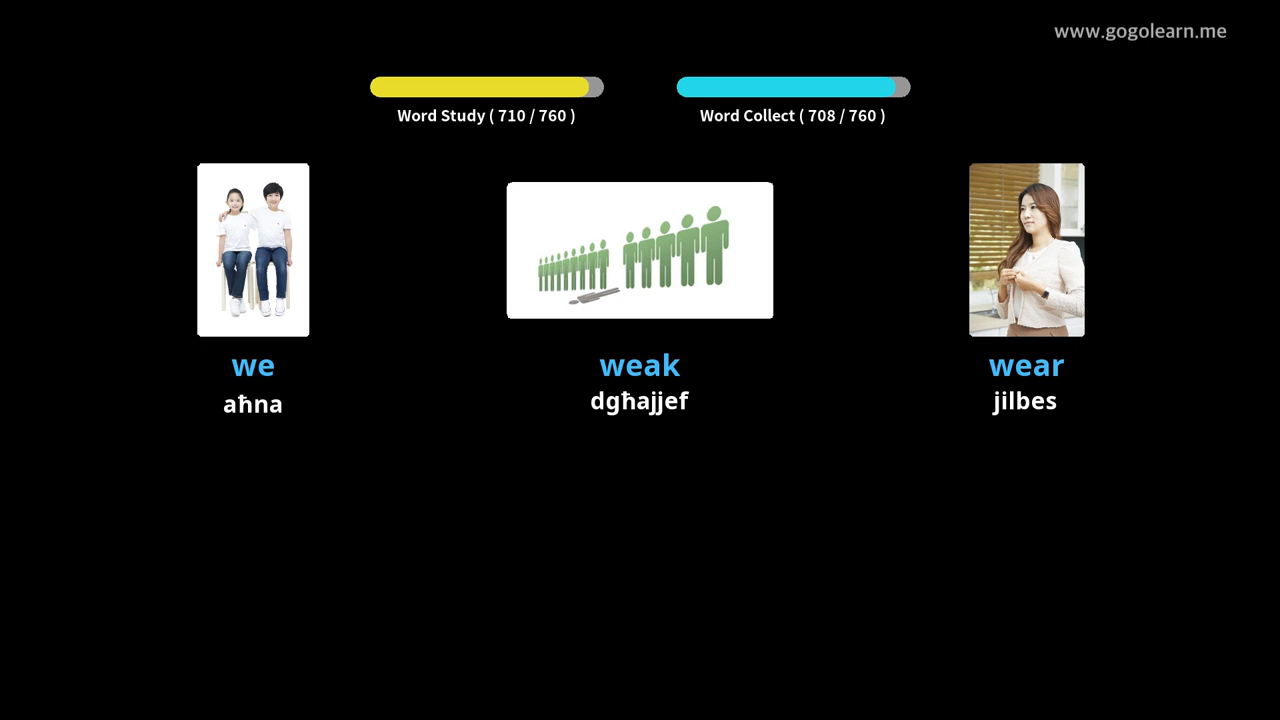 www.gogolearn.me
Word Study ( 710 / 760 )
Word Collect ( 708 / 760 )
we
weak
wear
aħna
dgħajjef
jilbes